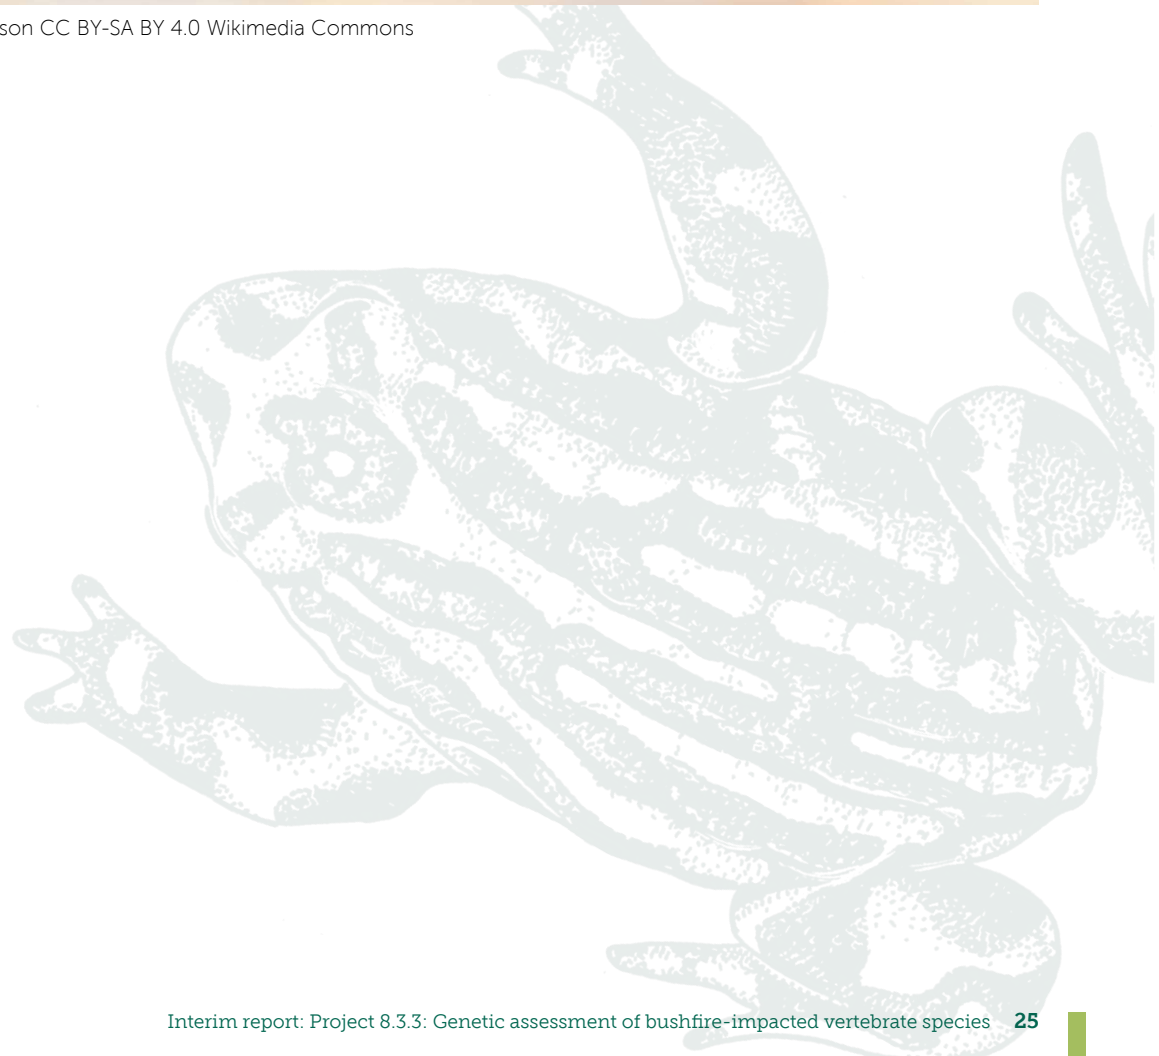 son CC BY-SA BY 4.0 Wikimedia Commons
Interim report: Project 8.3.3: Genetic assessment of bushfire-impacted vertebrate species 25